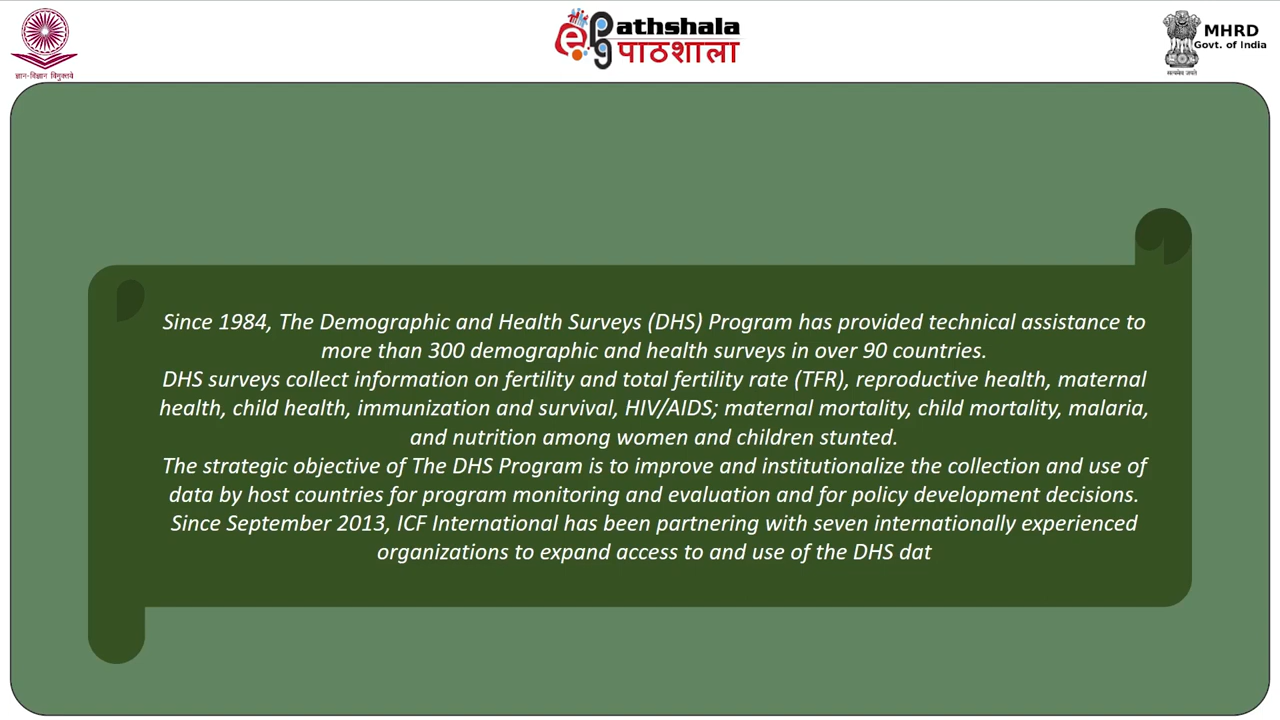 ज्ञान-विज्ञान विमुक्तये
ePathshala
पाठशाला
MHRD
Govt. of India
सत्यमेव जयते
Since 1984, The Demographic and Health Surveys (DHS) Program has provided technical assistance to
more than 300 demographic and health surveys in over 90 countries.
DHS surveys collect information on fertility and total fertility rate (TFR), reproductive health, maternal
health, child health, immunization and survival, HIV/AIDS; maternal mortality, child mortality, malaria,
and nutrition among women and children stunted.
The strategic objective of The DHS Program is to improve and institutionalize the collection and use of
data by host countries for program monitoring and evaluation and for policy development decisions.
Since September 2013, ICF International has been partnering with seven internationally experienced
organizations to expand access to and use of the DHS dat